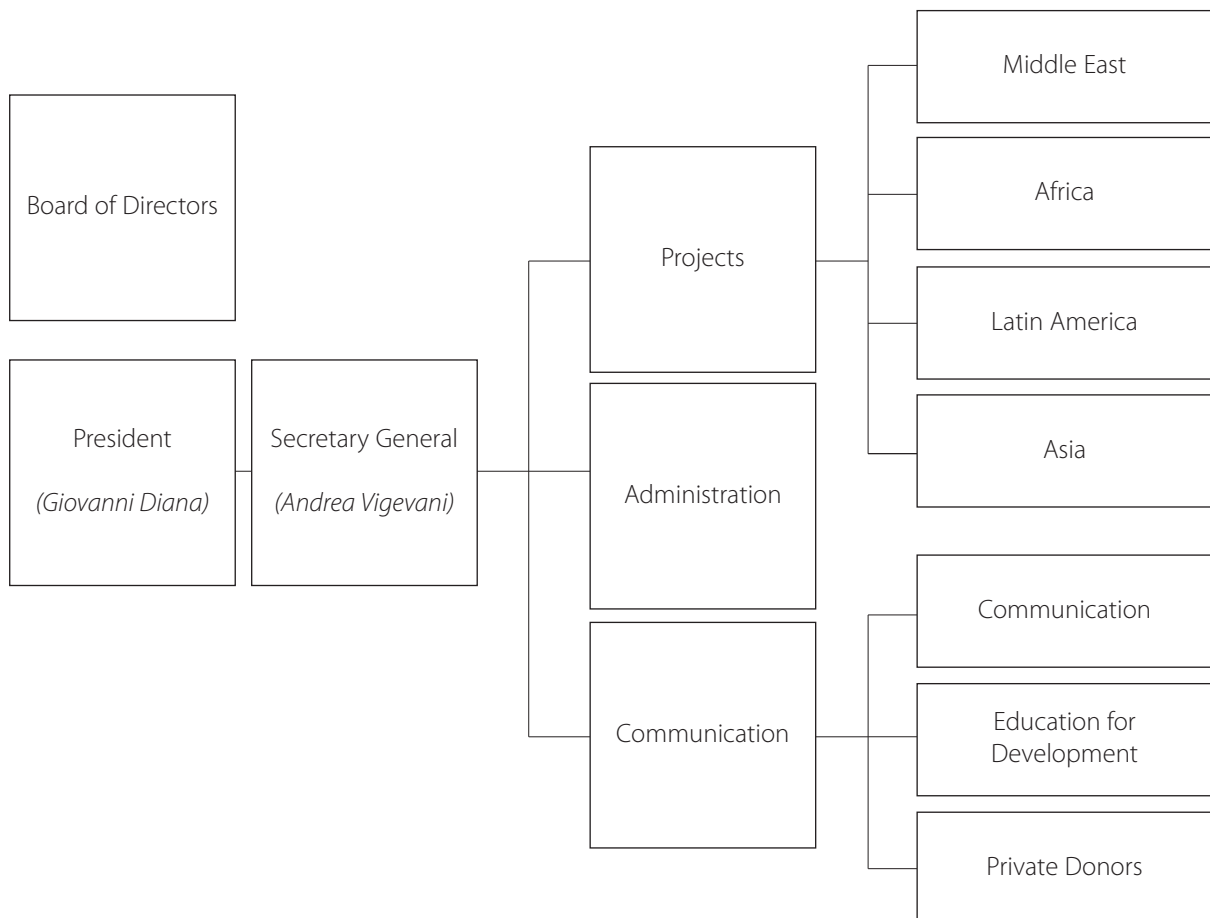 Board of Directors
President
(Giovanni Diana)
Secretary General
(Andrea Vigevani)
Projects
Administration
Communication
Middle East
Africa
Latin America
Asia
Communication
Education for
Development
Private Donors